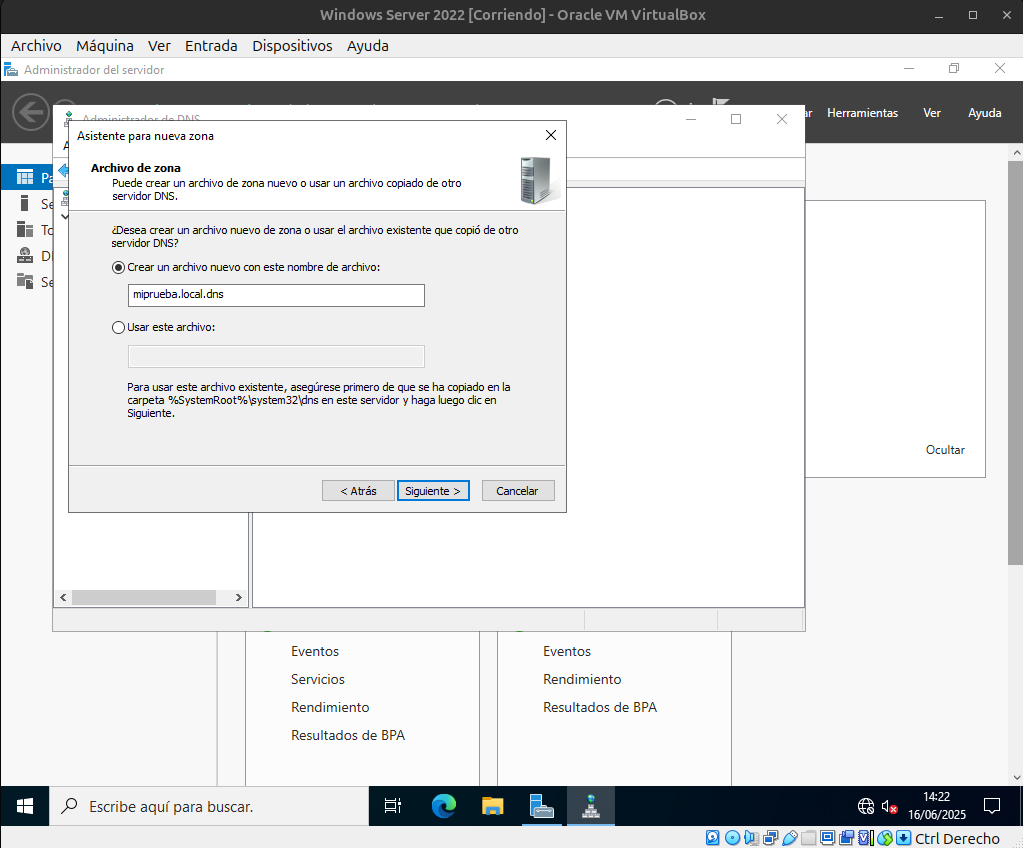 Windows Server 2022 [Corriendo] - Oracle VM VirtualBox
Archivo Máquina Ver Entrada Dispositivos Ayuda
Administrador del servidor
Herramientas Ver Ayuda
Administrador de DNS
Asistente para nueva zona
Archivo de zona
Puede crear un archivo de zona nuevo o usar un archivo copiado de otro
servidor DNS.
¿Desea crear un archivo nuevo de zona o usar el archivo existente que copió de otro
servidor DNS?
Crear un archivo nuevo con este nombre de archivo:
miprueba.local.dns
Usar este archivo:
Para usar este archivo existente, asegúrese primero de que se ha copiado en la
carpeta %SystemRoot%\system32\dns en este servidor y haga luego clic en
Siguiente.
< Atrás Siguiente > Cancelar
Ocultar
Eventos
Servicios
Rendimiento
Resultados de BPA
Eventos
Rendimiento
Resultados de BPA
Escribe aquí para buscar.
14:22
16/06/2025
Ctrl Derecho